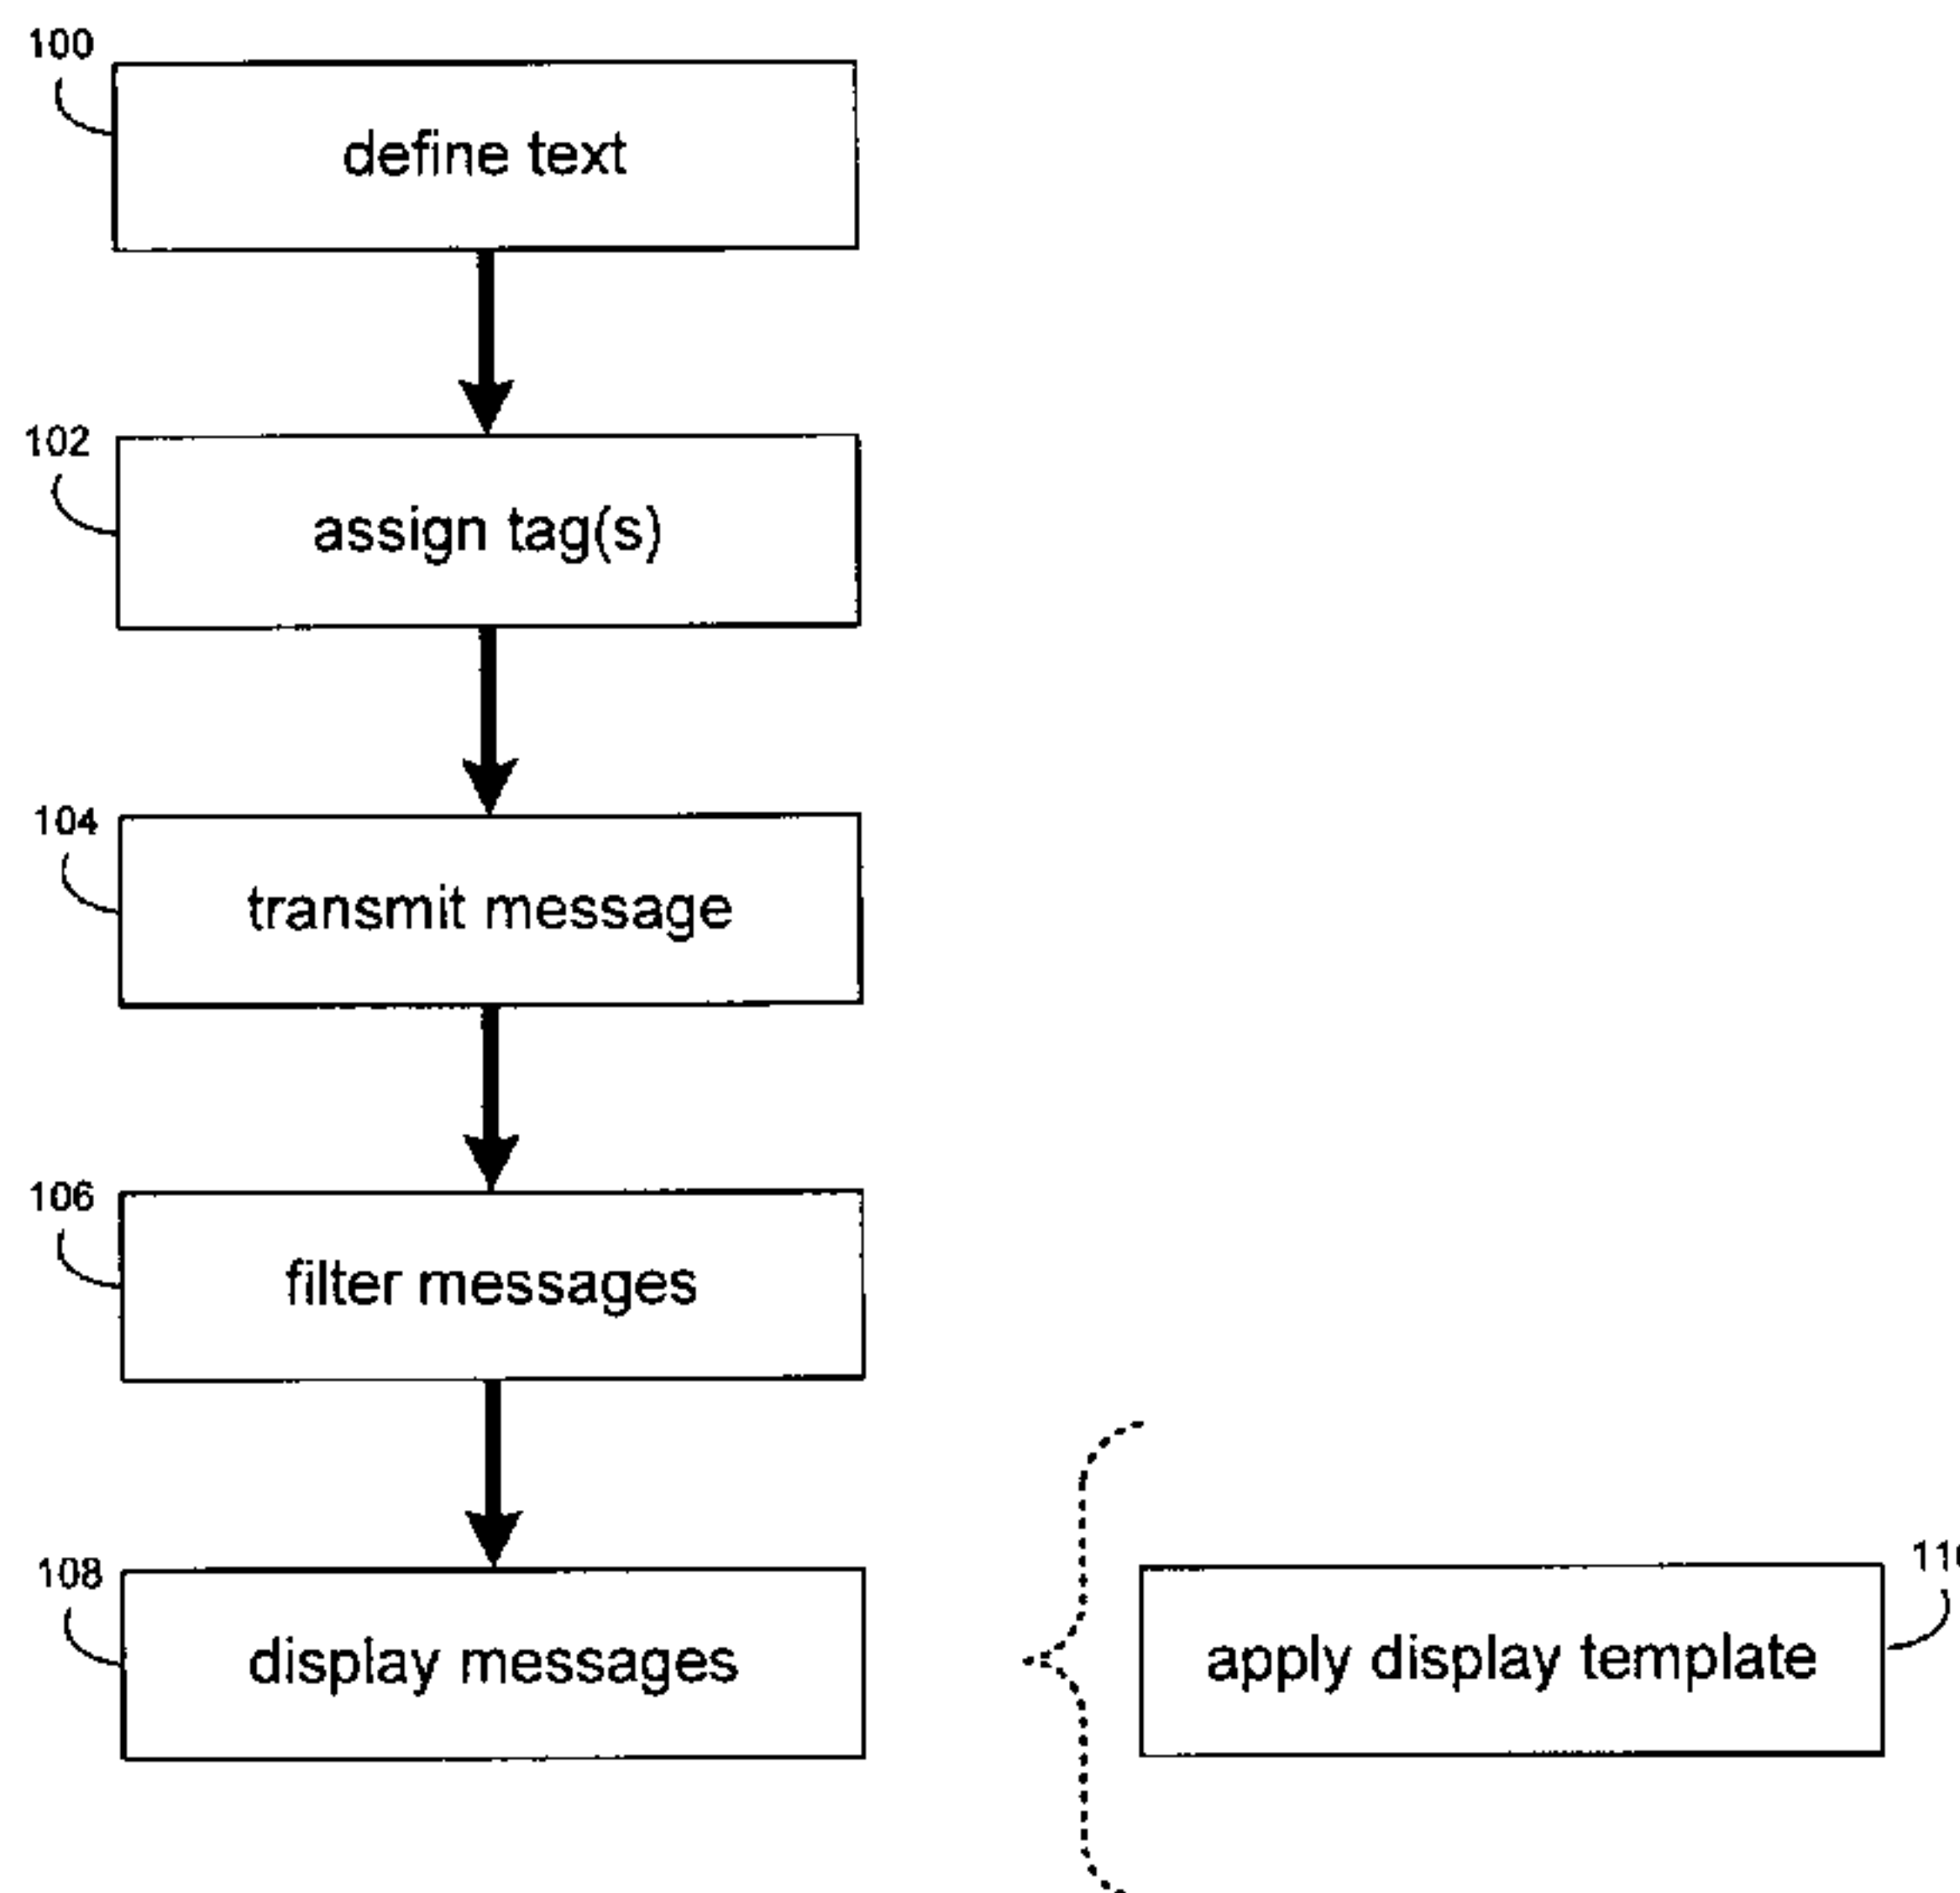 100
define text
102
assign tag(s)
104
transmit message
106
filter messages
108
display messages
apply display template